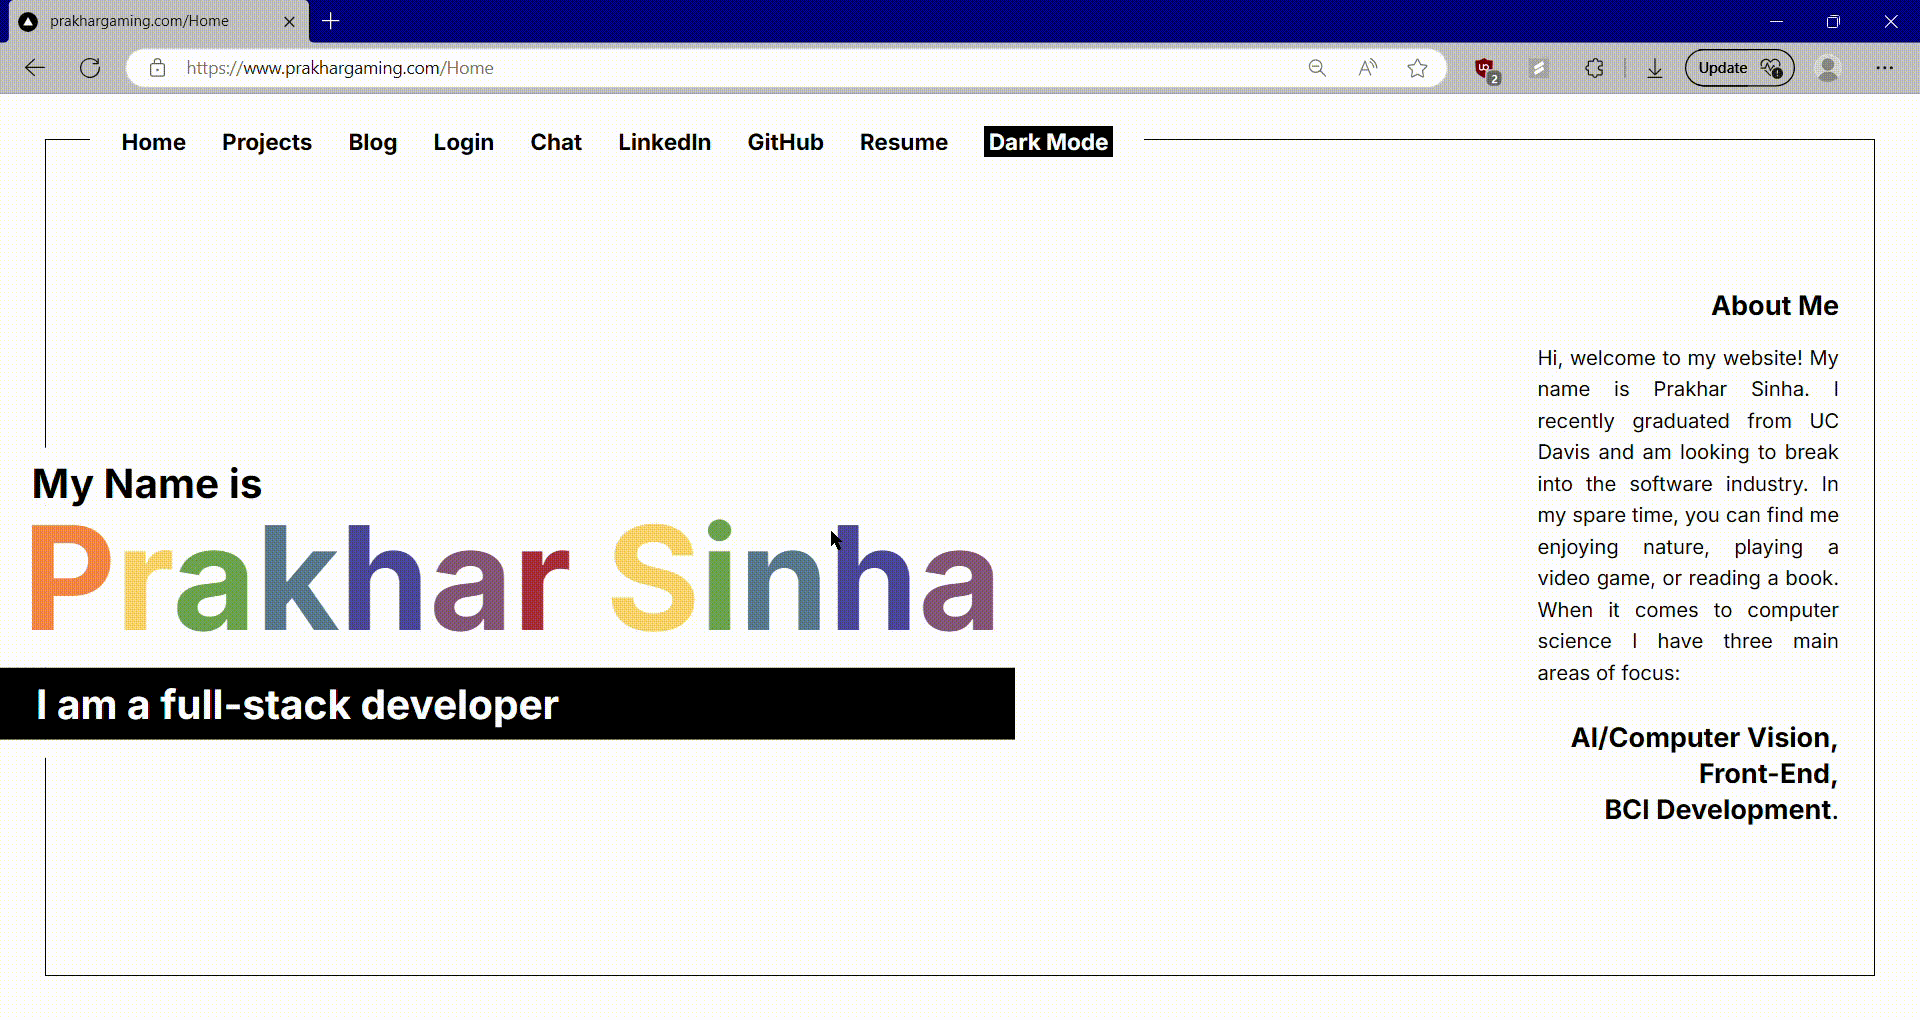 prakhargaming.com/Home
https://www.prakhargaming.com/Home
2
Update
Home Projects Blog Login Chat LinkedIn GitHub Resume Dark Mode
My Name is
Prakhar Sinha
I am a full-stack developer
About Me
Hi, welcome to my website! My
name is Prakhar Sinha. I
recently graduated from UC
Davis and am looking to break
into the software industry. In
my spare time, you can find me
enjoying nature, playing a
video game, or reading a book.
When it comes to computer
science I have three main
areas of focus:
AI/Computer Vision,
Front-End,
BCI Development.